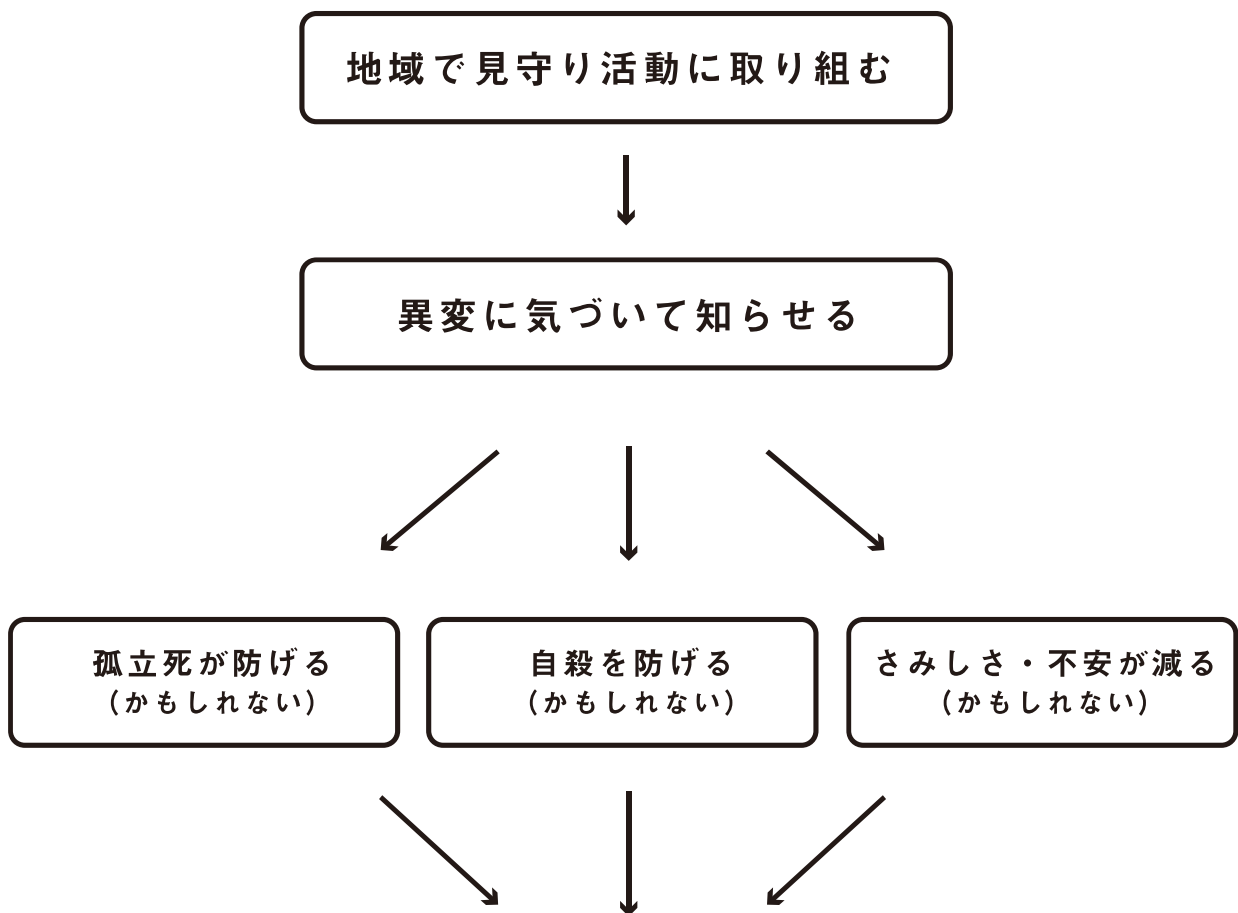 地域で見守り活動に取り組む
異変に気づいて知らせる
孤立死が防げる
(かもしれない)
自殺を防げる
(かもしれない)
さみしさ・不安が減る
(かもしれない)